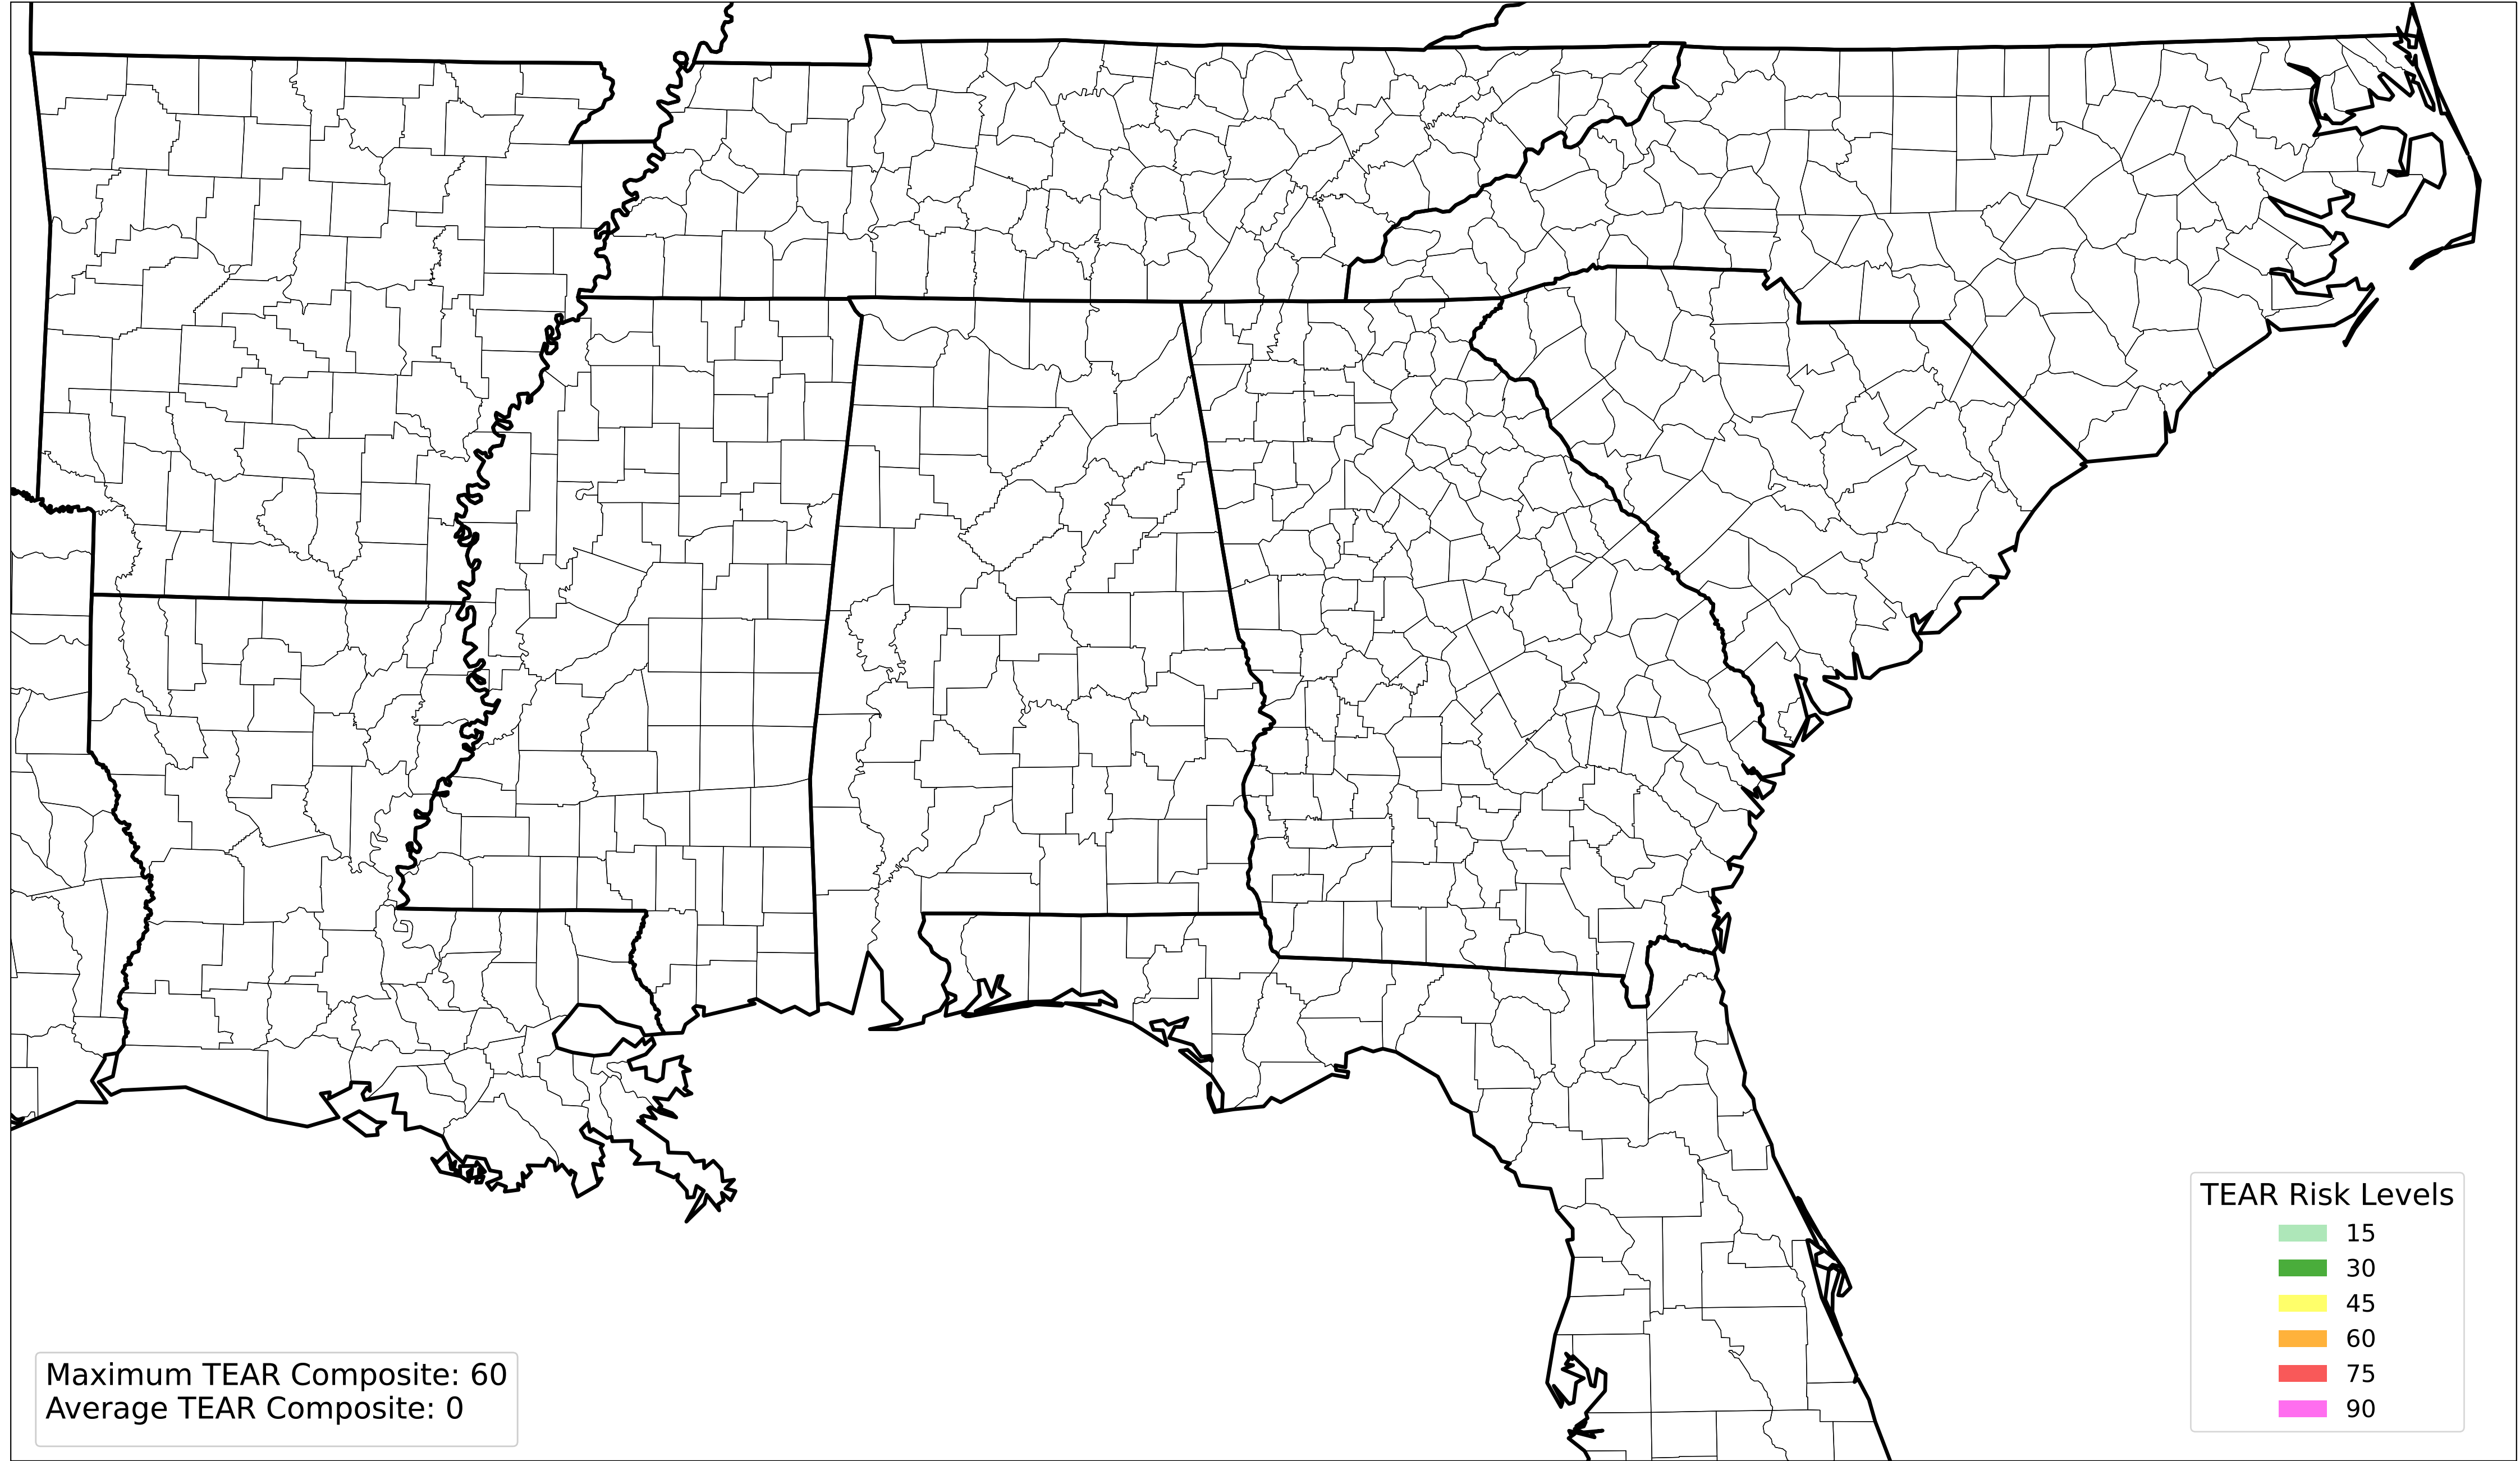 TEAR Risk Levels
15
30
45
60
75
90
Maximum TEAR Composite: 60
Average TEAR Composite: 0